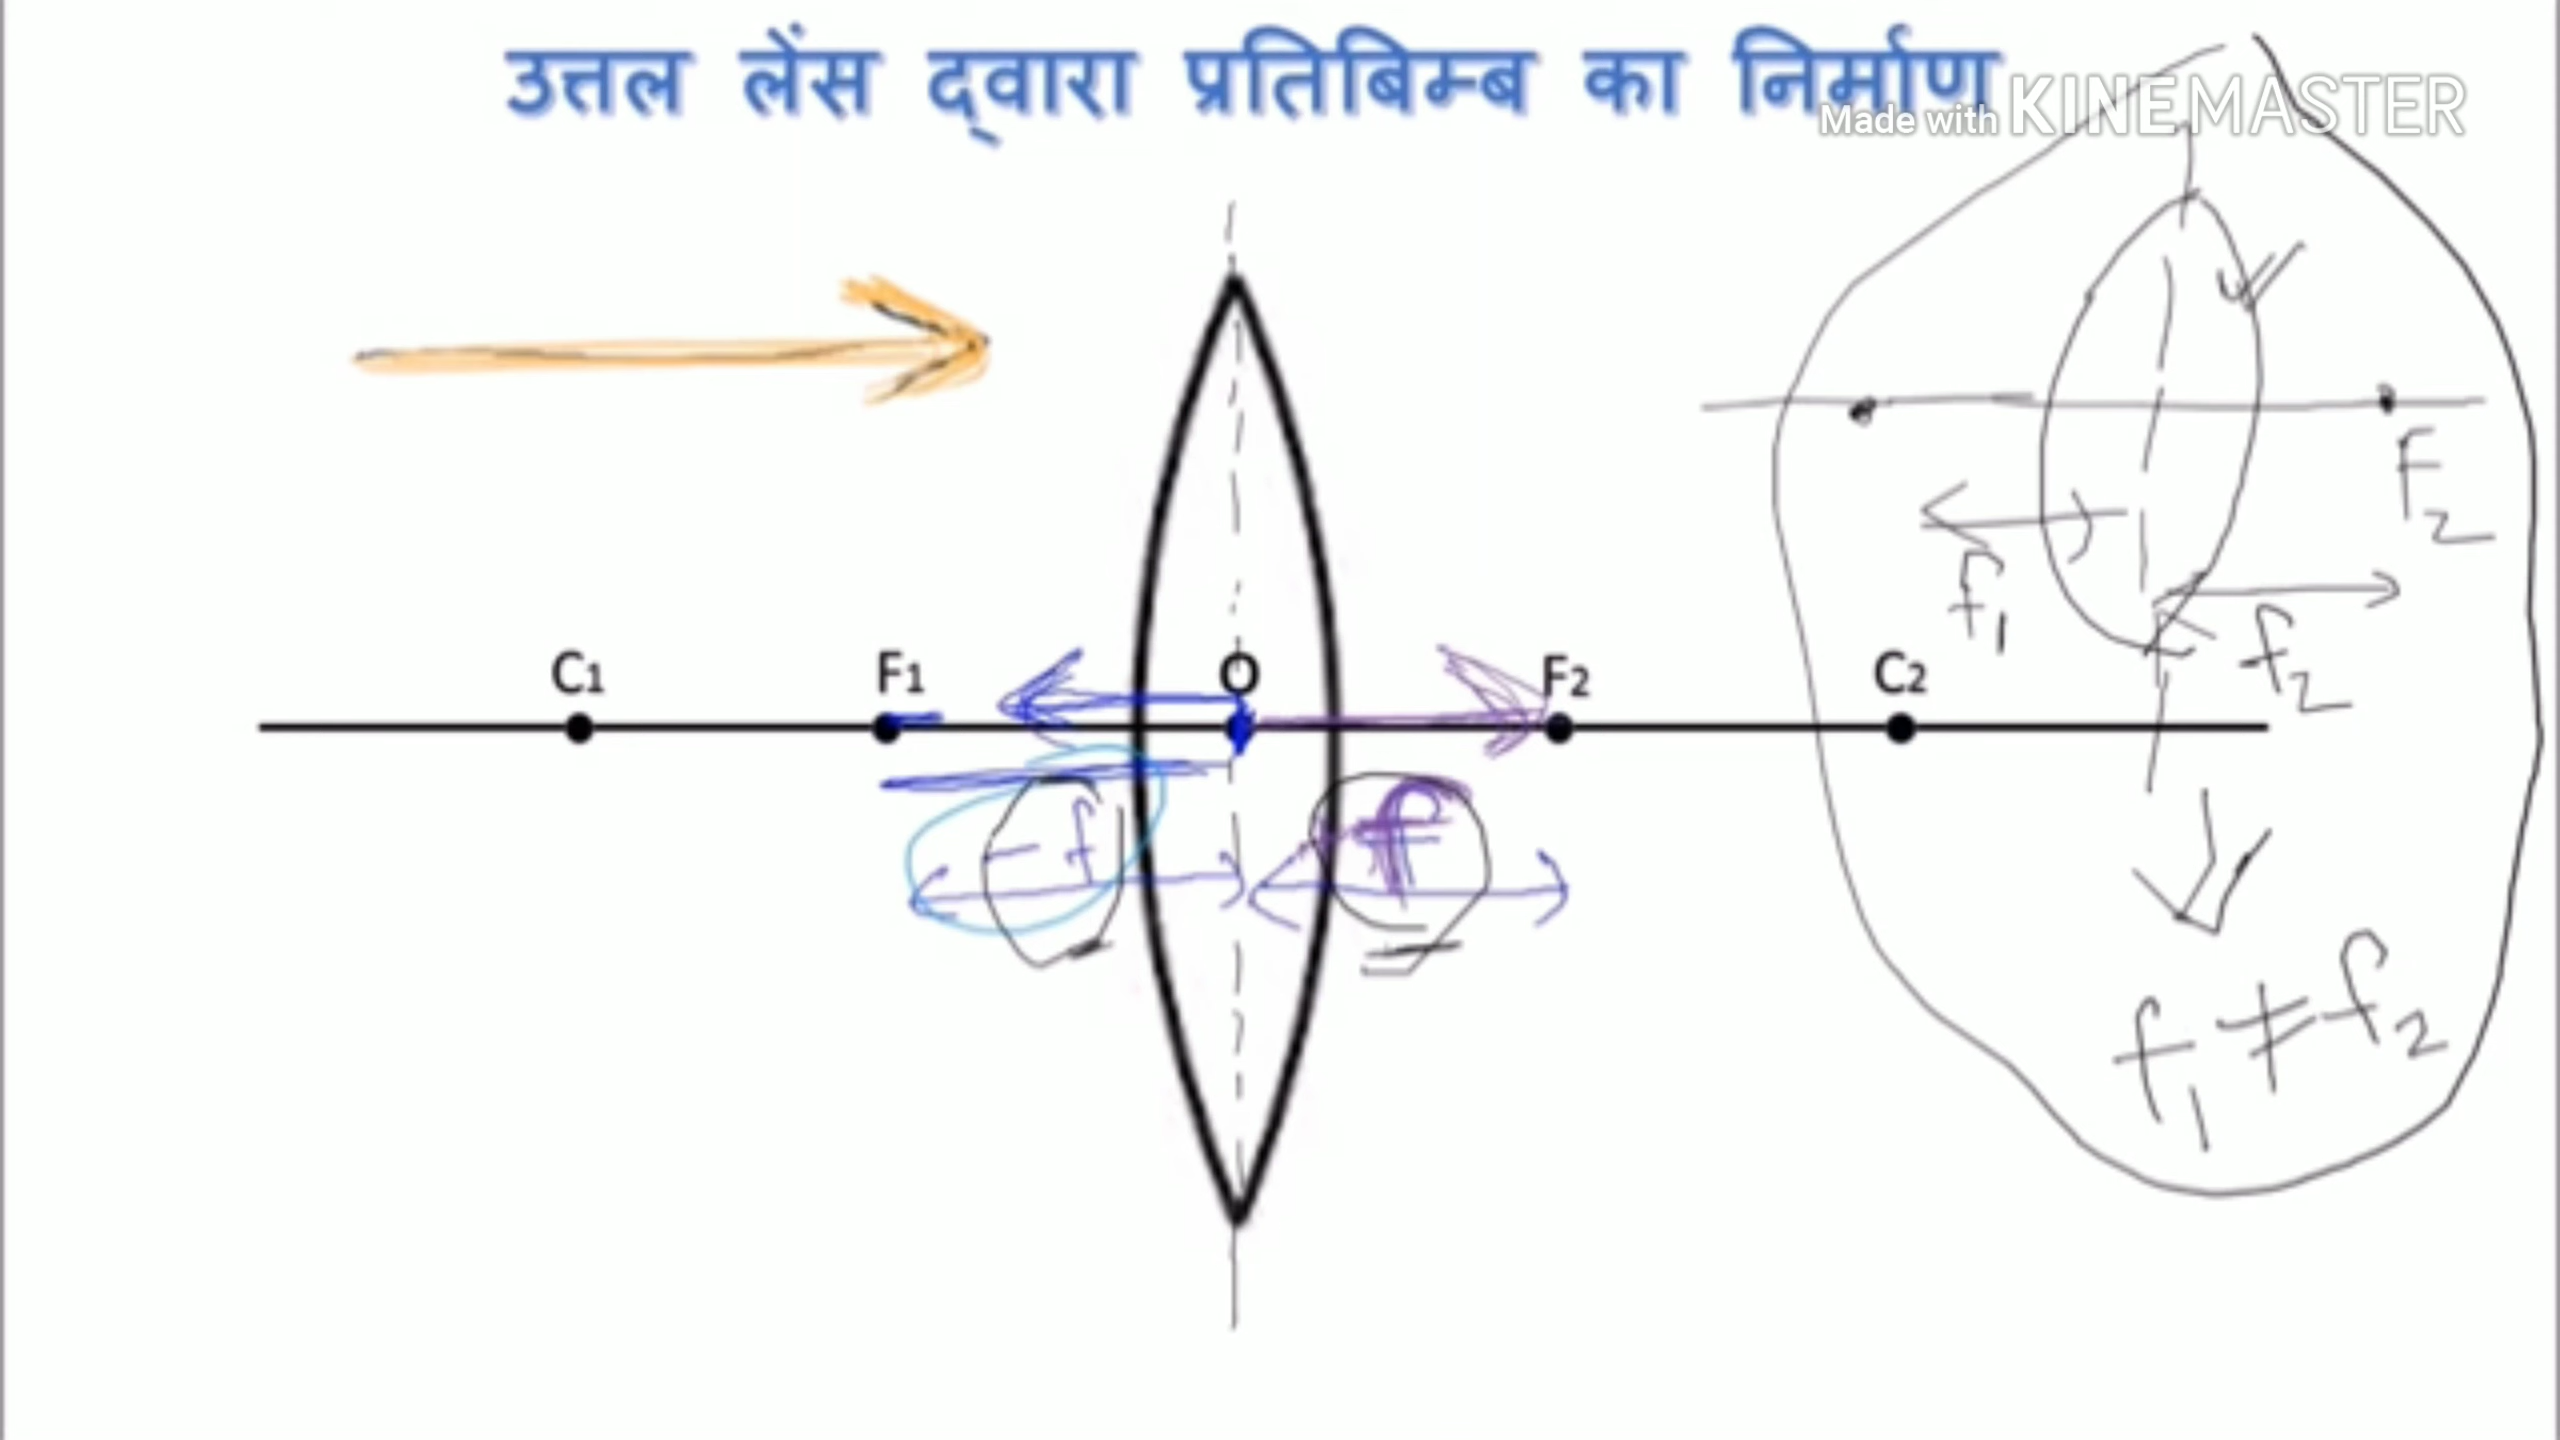 उत्तल लेंस द्वारा प्रतिबिम्ब का निर्माण
Made with KINEMASTER
F2
f1
f2
C1 F1 O F2 C2
-f f
f1 ≠ f2